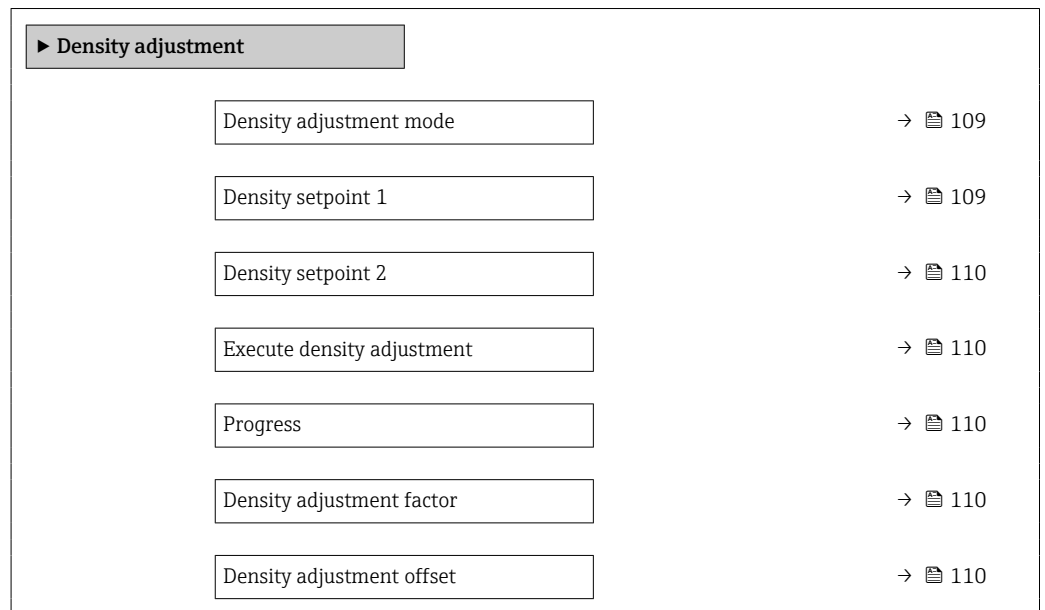 ▶ Density adjustment
Density adjustment mode → 109
Density setpoint 1 → 109
Density setpoint 2 → 110
Execute density adjustment → 110
Progress → 110
Density adjustment factor → 110
Density adjustment offset → 110